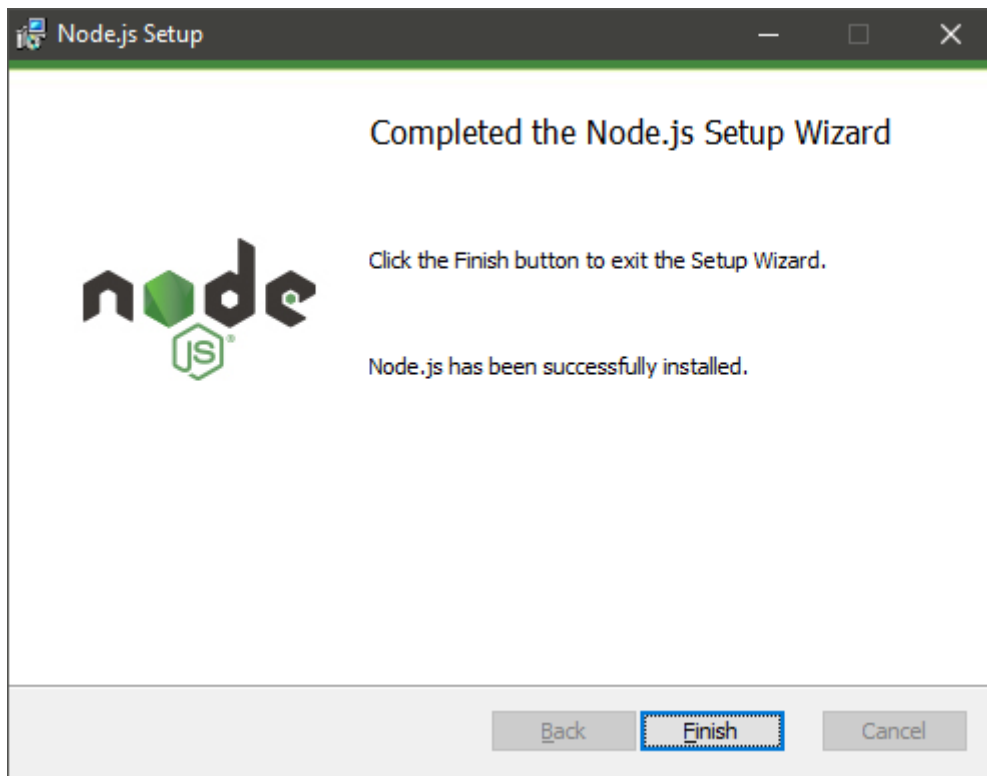 Node.js Setup
Completed the Node.js Setup Wizard
Click the Finish button to exit the Setup Wizard.
node
JS®
Node.js has been successfully installed.
Back
Finish
Cancel